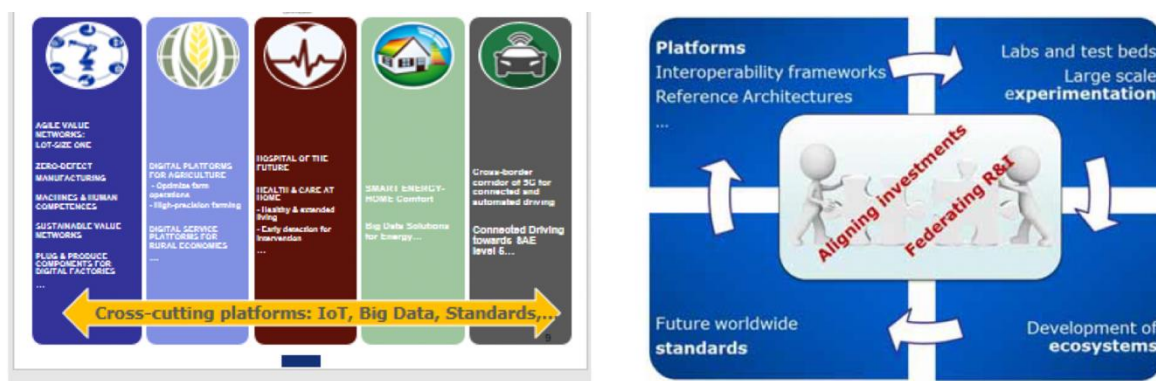 AGILE VALUE
NETWORKS:
LOT-SIZE ONE
ZERO-DEFECT
MANUFACTURING
MACHINES & HUMAN
COMPETENCES
SUSTAINABLE VALUE
NETWORKS
PLUG & PRODUCE
COMPONENTS FOR
DIGITAL FACTORIES
...
DIGITAL PLATFORMS
FOR AGRICULTURE
- Optimise farm
operations
- High-precision farming
DIGITAL SERVICE
PLATFORMS FOR
RURAL ECONOMIES
...
HOSPITAL OF THE
FUTURE
HEALTH & CARE AT
HOME
- Healthy & extended
living
- Early detection for
intervention
...
SMART ENERGY-
HOME Comfort
Big Data Solutions
for Energy...
Cross-border
corridor of 5G for
connected and
automated driving
Connected Driving
towards SAE
level 5...
Cross-cutting platforms: IoT, Big Data, Standards,...
9
Platforms
Interoperability frameworks
Reference Architectures
...
Labs and test beds
Large scale
experimentation
Aligning investments
Federating R&I
Future worldwide
standards
Development of
ecosystems